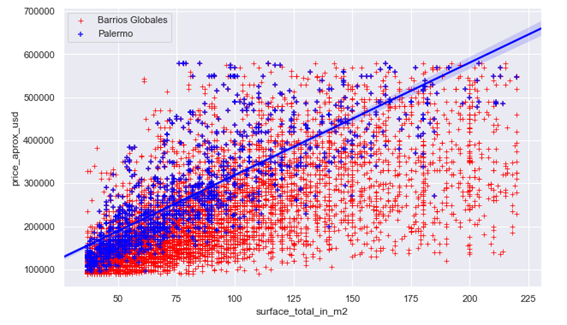 Barrios Globales
Palermo
price_aprox_usd
700000
600000
500000
400000
300000
200000
100000
50 75 100 125 150 175 200 225
surface_total_in_m2